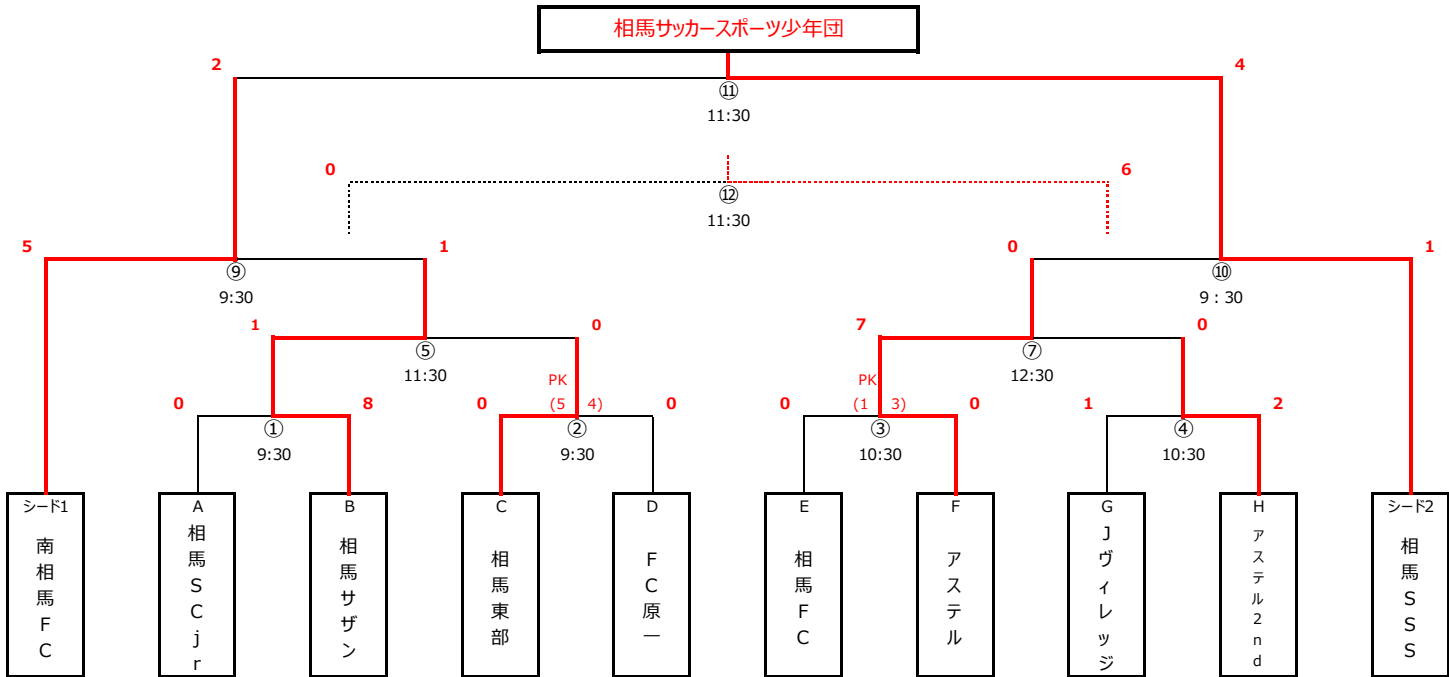 相馬サッカースポーツ少年団
2 4
⑪
11:30
0 6
⑫
11:30
5 1 0 1
⑨ ⑩
9:30 9：30
1 0 7 0
⑤ ⑦
11:30 12:30
PK PK
0 8 0 (5 4) 0 0 (1 3) 0 1 2
① ② ③ ④
9:30 9:30 10:30 10:30
シード1
南相馬FC
A
相馬SCjr
B
相馬サザン
C
相馬東部
D
FC原一
E
相馬FC
F
アステル
G
Jヴィレッジ
H
アステル2nd
シード2
相馬SSS